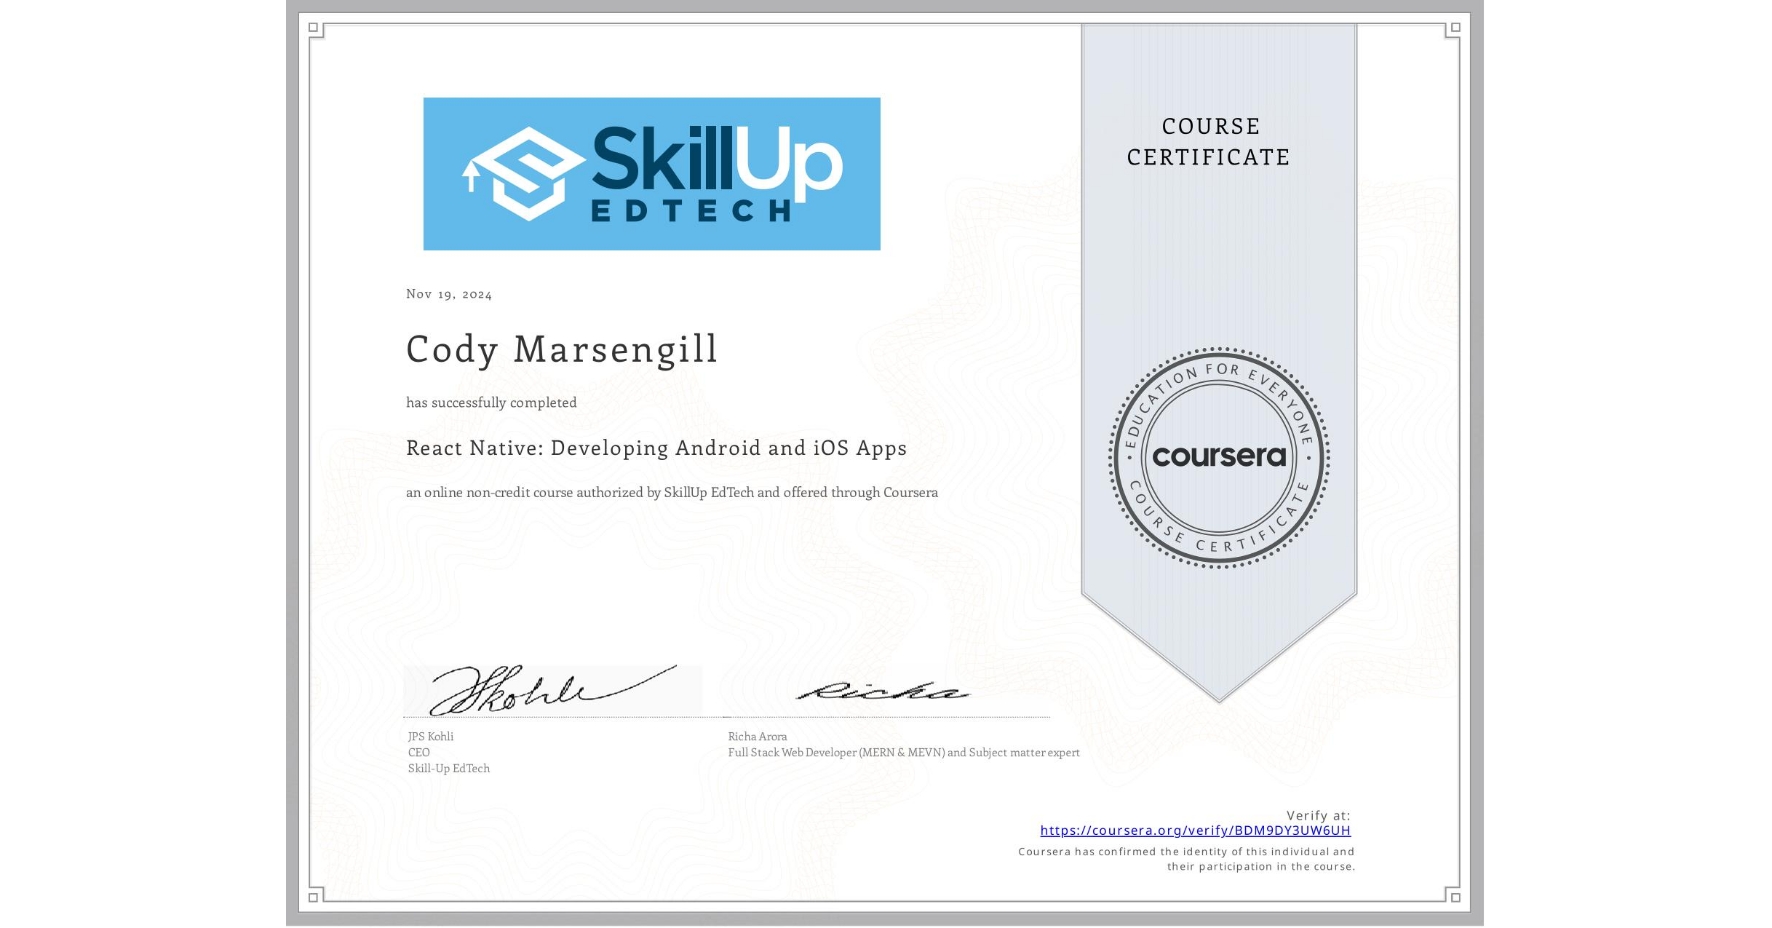 SkillUp
EDTECH
COURSE
CERTIFICATE
Nov 19, 2024
Cody Marsengill
has successfully completed
React Native: Developing Android and iOS Apps
an online non-credit course authorized by SkillUp EdTech and offered through Coursera
EDUCATION FOR EVERYONE
coursera
COURSE CERTIFICATE
JSKohli
Richa
JPS Kohli
CEO
Skill-Up EdTech
Richa Arora
Full Stack Web Developer (MERN & MEVN) and Subject matter expert
Verify at:
https://coursera.org/verify/BDM9DY3UW6UH
Coursera has confirmed the identity of this individual and
their participation in the course.